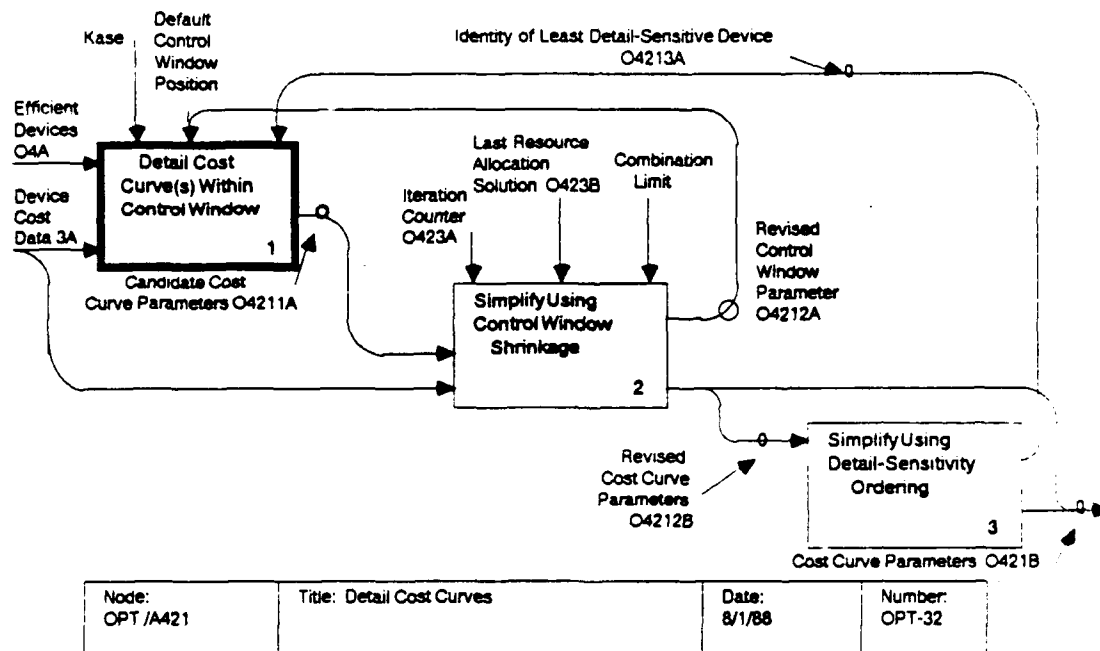 Kase
Default
Control
Window
Position
Identity of Least Detail-Sensitive Device
O4213A
Efficient
Devices
O4A
Device
Cost
Data 3A
Detail Cost
Curve(s) Within
Control Window
1
Candidate Cost
Curve Parameters O4211A
Iteration
Counter
O423A
Last Resource
Allocation
Solution O423B
Combination
Limit
Revised
Control
Window
Parameter
O4212A
Simplify Using
Control Window
Shrinkage
2
Revised
Cost Curve
Parameters
O4212B
Simplify Using
Detail-Sensitivity
Ordering
3
Cost Curve Parameters O421B
Node:
OPT /A421
Title: Detail Cost Curves
Date:
8/1/88
Number:
OPT-32